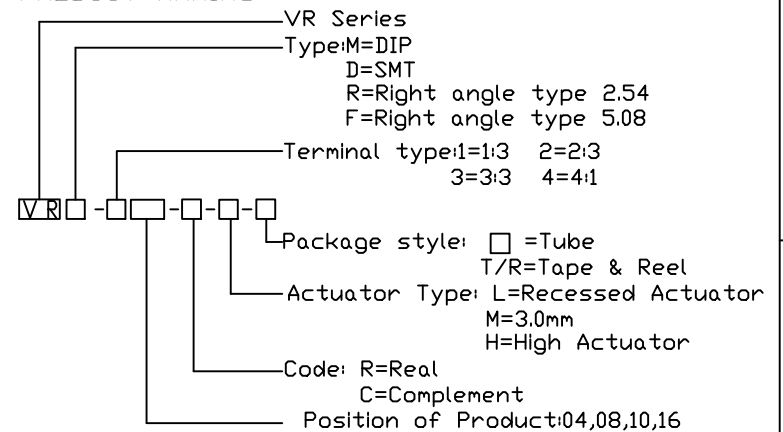 VR Series
Type:M=DIP
D=SMT
R=Right angle type 2.54
F=Right angle type 5.08
Terminal type:1=1:3 2=2:3
3=3:3 4=4:1
VR□-□□-□-□-□
Package style: □ =Tube
T/R=Tape & Reel
Actuator Type: L=Recessed Actuator
M=3.0mm
H=High Actuator
Code: R=Real
C=Complement
Position of Product:04,08,10,16